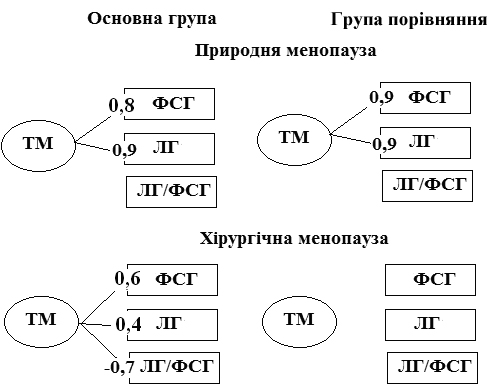 Основна група
Група порівняння
Природня менопауза
ТМ
0,8 ФСГ
0,9 ЛГ
ЛГ/ФСГ
ТМ
0,9 ФСГ
0,9 ЛГ
ЛГ/ФСГ
Хірургічна менопауза
ТМ
0,6 ФСГ
0,4 ЛГ
-0,7 ЛГ/ФСГ
ТМ
ФСГ
ЛГ
ЛГ/ФСГ